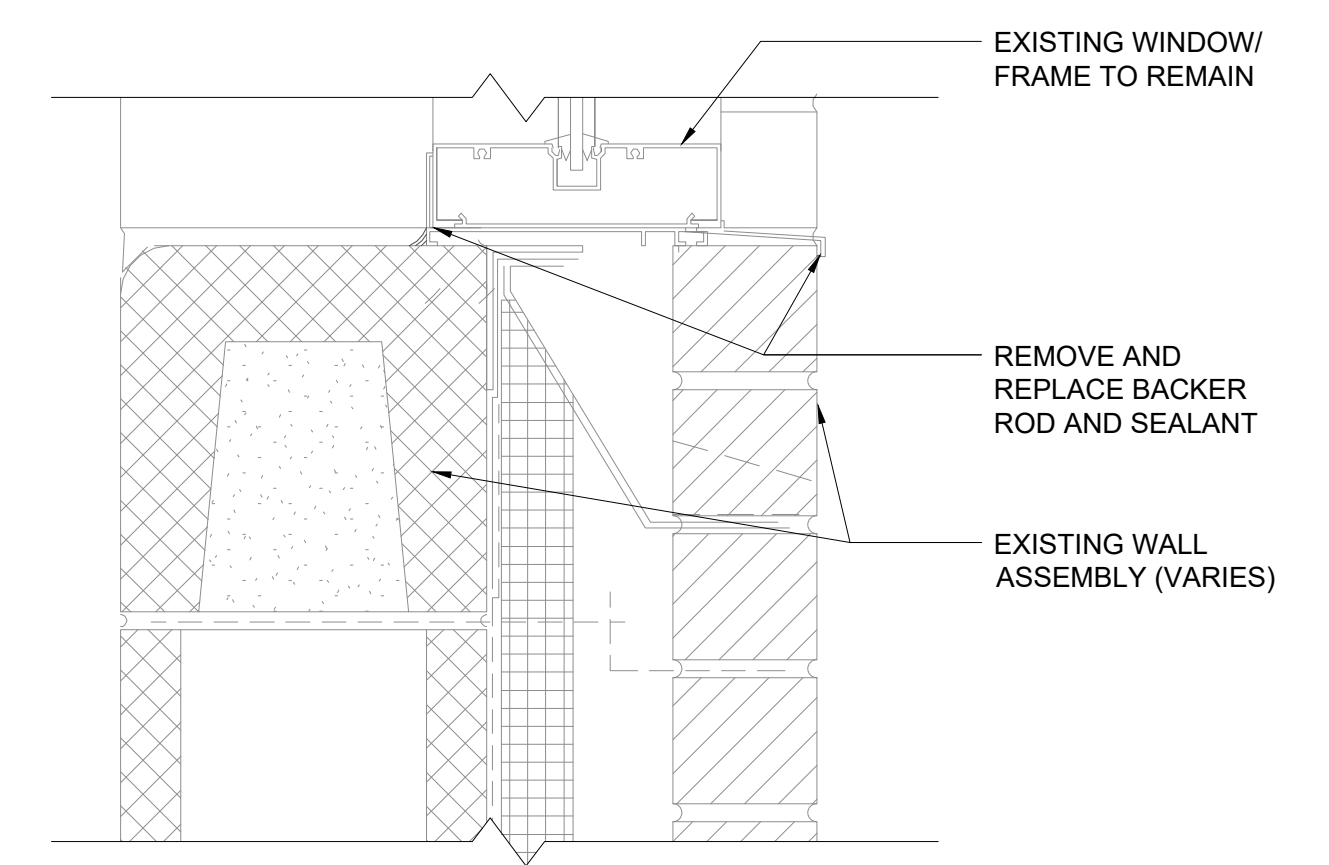 EXISTING WINDOW/
FRAME TO REMAIN
REMOVE AND
REPLACE BACKER
ROD AND SEALANT
EXISTING WALL
ASSEMBLY (VARIES)